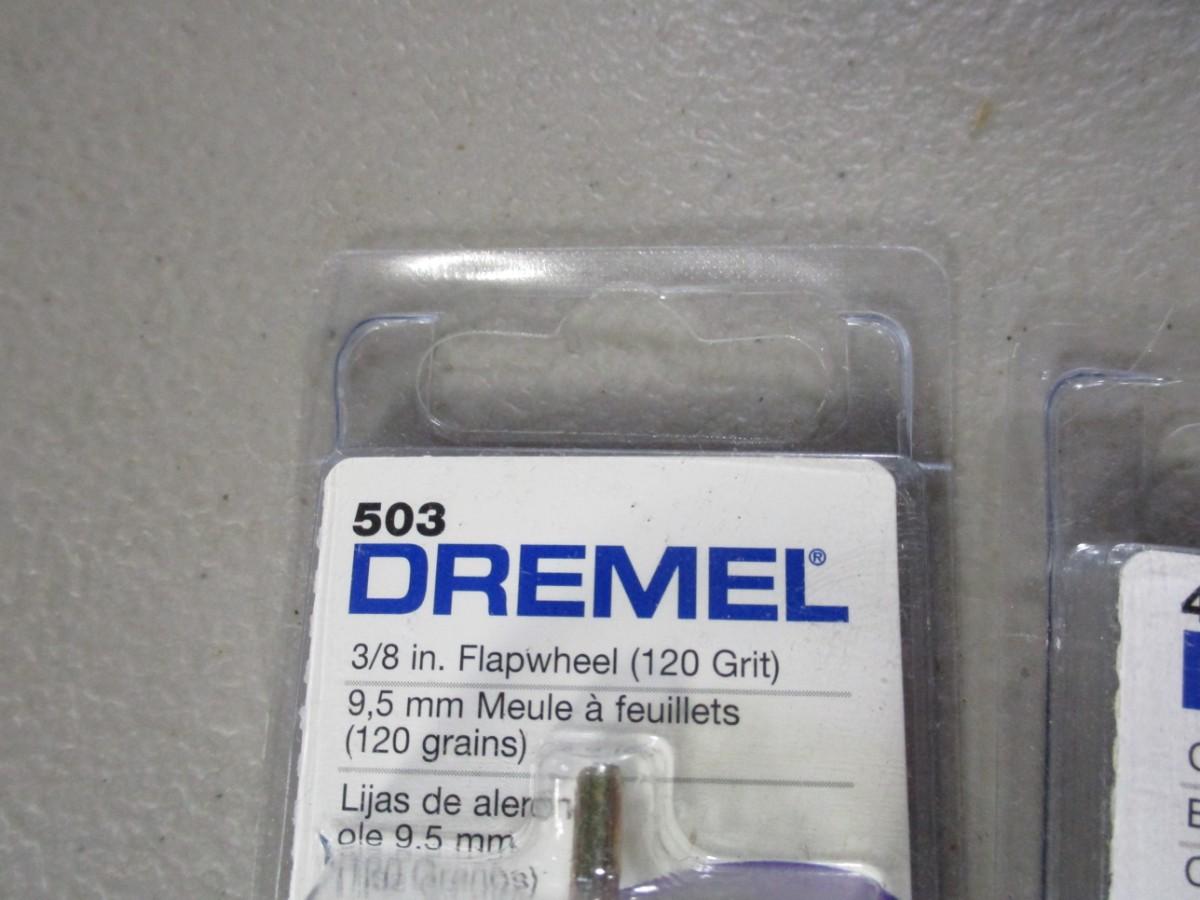 503
DREMEL®
3/8 in. Flapwheel (120 Grit)
9,5 mm Meule à feuillets
(120 grains)
Lijas de aleron
9.5 mm
4
C
E
C